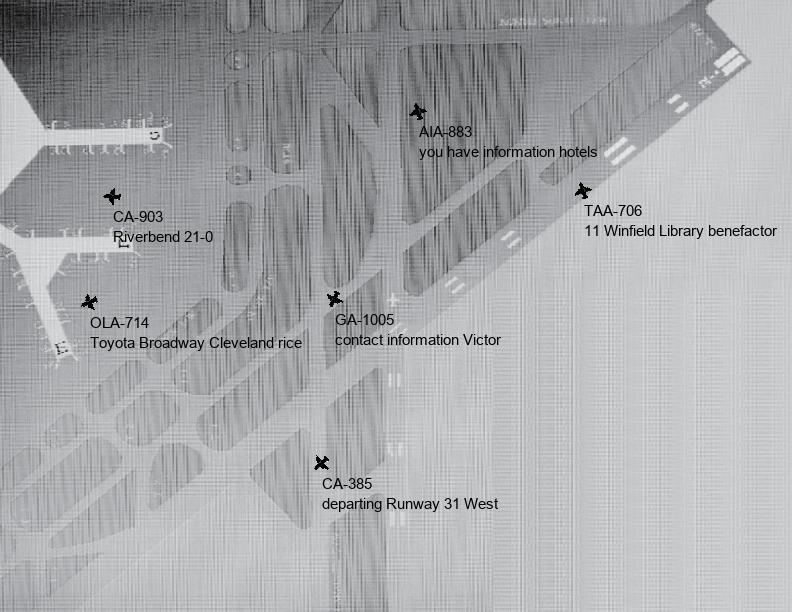 AIA-883
you have information hotels
CA-903
Riverbend 21-0
TAA-706
11 Winfield Library benefactor
OLA-714
Toyota Broadway Cleveland rice
GA-1005
contact information Victor
CA-385
departing Runway 31 West